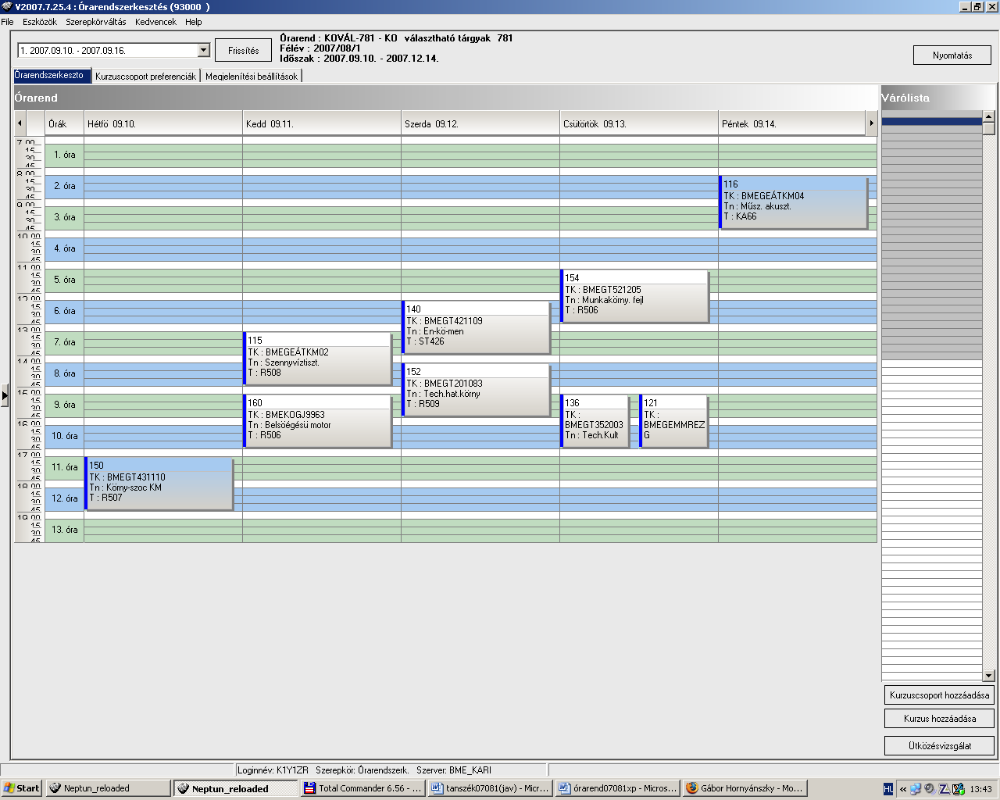 V2007.7.25.4 : Órarendszerkesztés (93000 )
File Eszközök Szerepkörváltás Kedvencek Help
1. 2007.09.10. - 2007.09.16.
Frissítés
Órarend : KOVÁL-781 - KO választható tárgyak 781
Félév : 2007/08/1
Időszak : 2007.09.10. - 2007.12.14.
Nyomtatás
Órarendszerkeszto Kurzuscsoport preferenciák Megjelenítési beállítások
Órarend
Várólista
Órák Hétfő 09.10. Kedd 09.11. Szerda 09.12. Csütörtök 09.13. Péntek 09.14.
7 00
15
30
45
1. óra
8 00
15
30
45
2. óra
9 00
15
30
45
3. óra
10 00
15
30
45
4. óra
11 00
15
30
45
5. óra
12 00
15
30
45
6. óra
13 00
15
30
45
7. óra
14 00
15
30
45
8. óra
15 00
15
30
45
9. óra
16 00
15
30
45
10. óra
17 00
15
30
45
11. óra
18 00
15
30
45
12. óra
19 00
15
30
45
13. óra
150
TK : BMEGT431110
Tn : Körny-szoc KM
T : R507
115
TK : BMEGEÁTKM02
Tn : Szennyvíztiszt.
T : R508
160
TK : BMEKOGJ9963
Tn : Belsőégésü motor
T : R506
140
TK : BMEGT421109
Tn : En-kö-men
T : ST426
152
TK : BMEGT201083
Tn : Tech.hat.körny
T : R509
154
TK : BMEGT521205
Tn : Munkakörny. fejl
T : R506
136
TK :
BMEGT352003
Tn : Tech.Kult
121
TK :
BMEGEMMREZ
G
116
TK : BMEGEÁTKM04
Tn : Műsz. akuszt.
T : KA66
Kurzuscsoport hozzáadása
Kurzus hozzáadása
Ütközésvizsgálat
Loginnév: K1Y1ZR Szerepkör: Órarendszerk. Szerver: BME_KARI
Start Neptun_reloaded Neptun_reloaded Total Commander 6.56 - ... tanszék07081(jav) - Micr... órarend07081xp - Micros... Gábor Hornyánszky - Mo... HU « 13:43